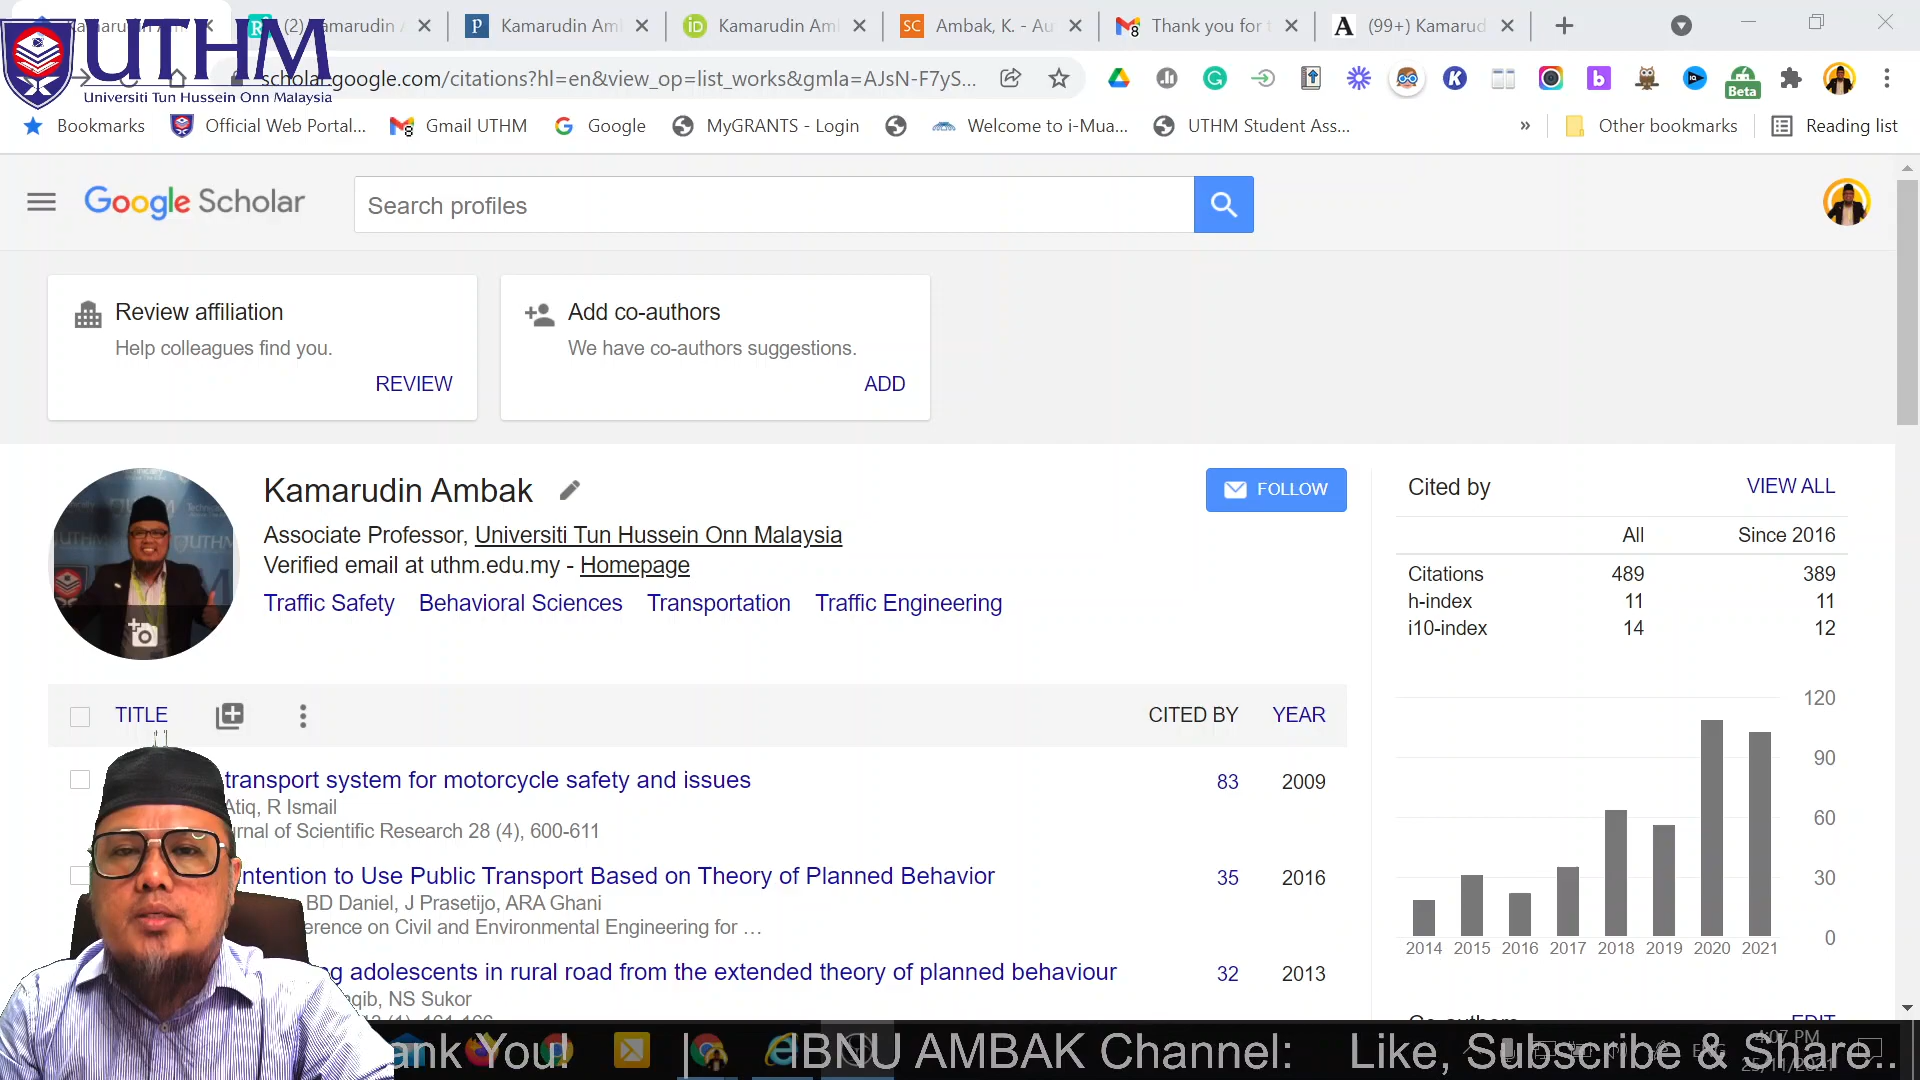 UTHM
Universiti Tun Hussein Onn Malaysia
(2)
Kamarudin Am
Kamarudin Am
Ambak, K. - Au
Thank you for t
(99+) Kamarud
scholar.google.com/citations?hl=en&view_op=list_works&gmla=AJsN-F7yS...
Beta
Bookmarks
Official Web Portal...
Gmail UTHM
Google
MyGRANTS - Login
Welcome to i-Mua...
UTHM Student Ass...
»
Other bookmarks
Reading list
Google Scholar
Search profiles
Review affiliation
Help colleagues find you.
REVIEW
Add co-authors
We have co-authors suggestions.
ADD
Kamarudin Ambak
FOLLOW
Associate Professor, Universiti Tun Hussein Onn Malaysia
Verified email at uthm.edu.my - Homepage
Traffic Safety Behavioral Sciences Transportation Traffic Engineering
TITLE CITED BY YEAR
transport system for motorcycle safety and issues 83 2009
Atiq, R Ismail
rnal of Scientific Research 28 (4), 600-611
ntention to Use Public Transport Based on Theory of Planned Behavior 35 2016
BD Daniel, J Prasetijo, ARA Ghani
erence on Civil and Environmental Engineering for …
g adolescents in rural road from the extended theory of planned behaviour 32 2013
qib, NS Sukor
Cited by VIEW ALL
All Since 2016
Citations 489 389
h-index 11 11
i10-index 14 12
120
90
60
30
0
2014 2015 2016 2017 2018 2019 2020 2021
ank You! | IBNU AMBAK Channel: Like, Subscribe & Share..
4:07 PM